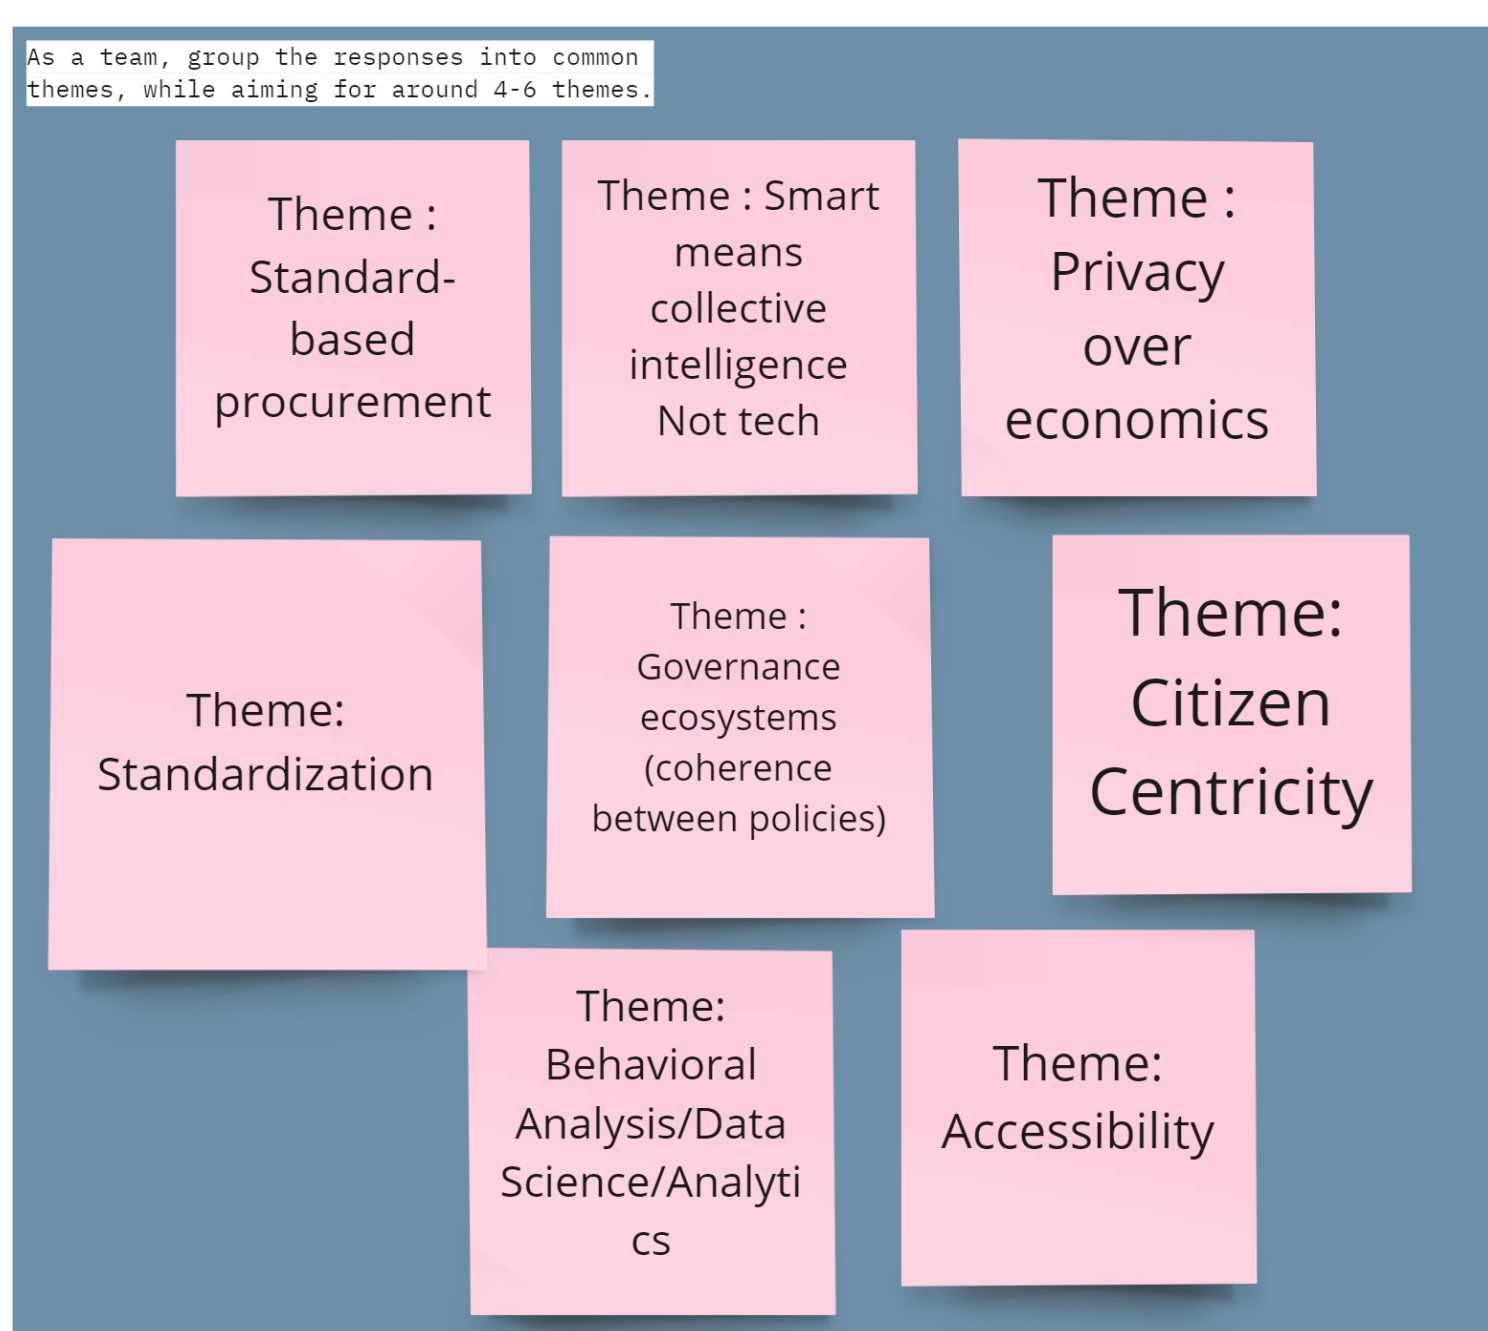 As a team, group the responses into common
themes, while aiming for around 4-6 themes.
Theme :
Standard-
based
procurement
Theme : Smart
means
collective
intelligence
Not tech
Theme :
Privacy
over
economics
Theme:
Standardization
Theme :
Governance
ecosystems
(coherence
between policies)
Theme:
Citizen
Centricity
Theme:
Behavioral
Analysis/Data
Science/Analyti
cs
Theme:
Accessibility